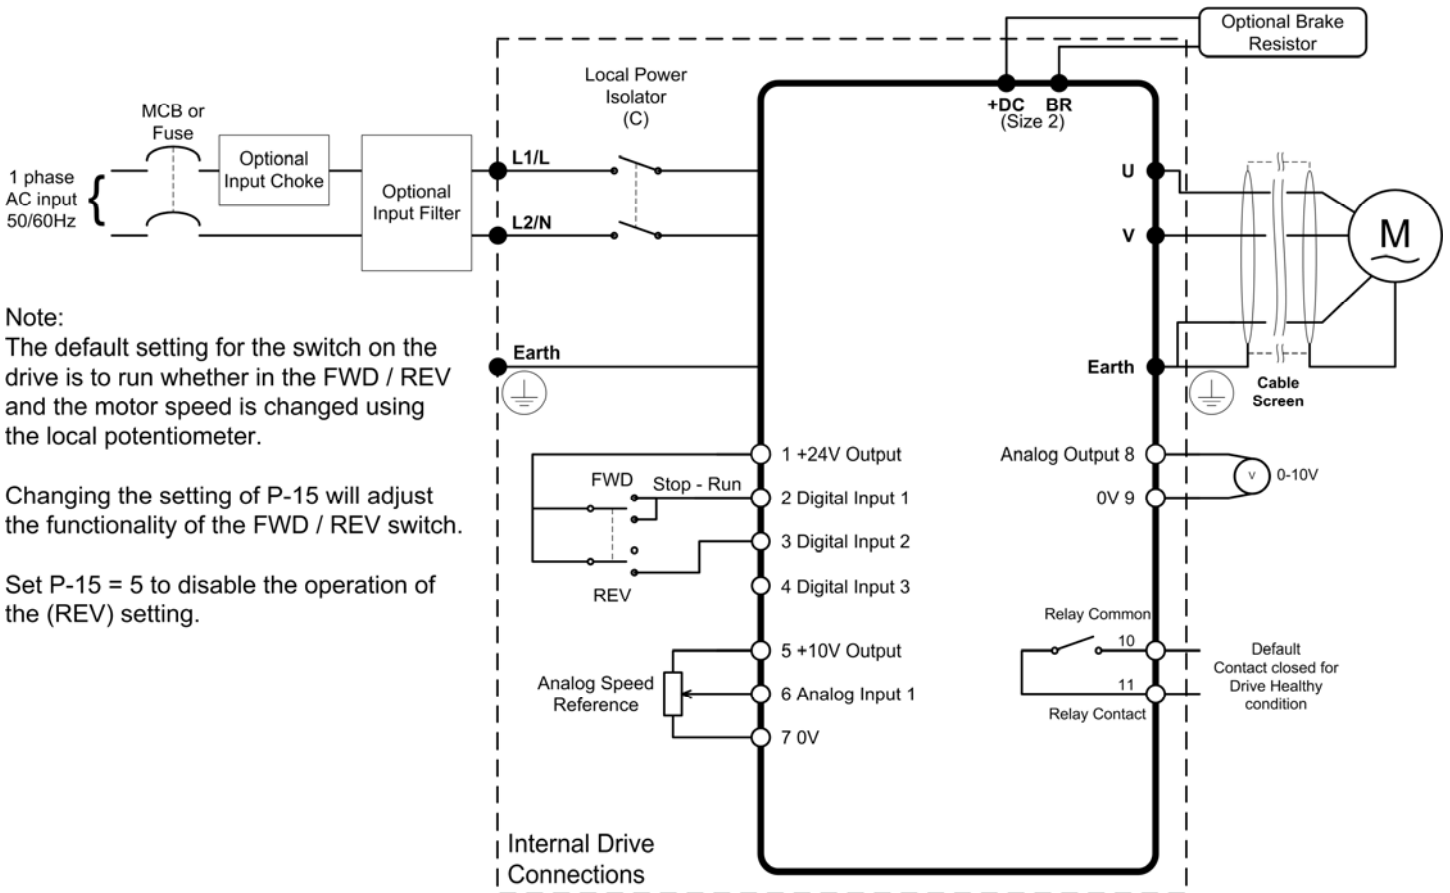 Optional Brake
Resistor
Local Power
Isolator
(C)
+DC BR
(Size 2)
MCB or
Fuse
Optional
Input Choke
Optional
Input Filter
1 phase
AC input
50/60Hz
L1/L
L2/N
U
V
M
Note:
The default setting for the switch on the
drive is to run whether in the FWD / REV
and the motor speed is changed using
the local potentiometer.
Changing the setting of P-15 will adjust
the functionality of the FWD / REV switch.
Set P-15 = 5 to disable the operation of
the (REV) setting.
Earth
Earth
Cable
Screen
FWD
Stop - Run
REV
1 +24V Output
2 Digital Input 1
3 Digital Input 2
4 Digital Input 3
Analog Speed
Reference
5 +10V Output
6 Analog Input 1
7 0V
Analog Output 8
0V 9
V
0-10V
Relay Common
10
11
Relay Contact
Default
Contact closed for
Drive Healthy
condition
Internal Drive
Connections